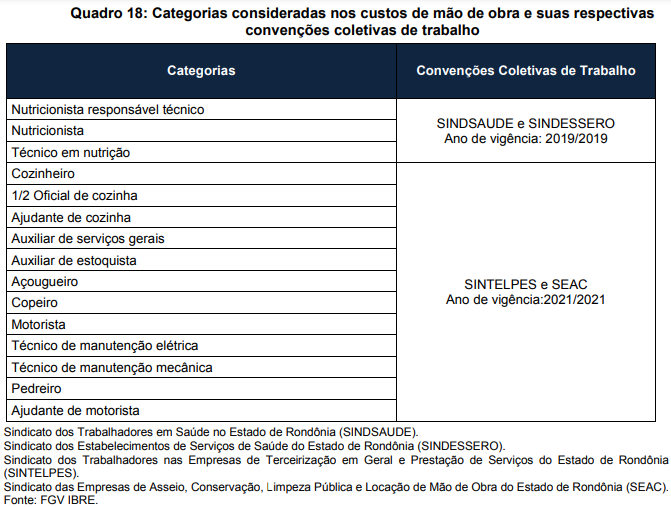 Quadro 18: Categorias consideradas nos custos de mão de obra e suas respectivas
convenções coletivas de trabalho
Categorias
Convenções Coletivas de Trabalho
Nutricionista responsável técnico
Nutricionista
Técnico em nutrição
SINDSAUDE e SINDESSERO
Ano de vigência: 2019/2019
Cozinheiro
1/2 Oficial de cozinha
Ajudante de cozinha
Auxiliar de serviços gerais
Auxiliar de estoquista
Açougueiro
Copeiro
Motorista
Técnico de manutenção elétrica
Técnico de manutenção mecânica
Pedreiro
Ajudante de motorista
SINTELPES e SEAC
Ano de vigência:2021/2021
Sindicato dos Trabalhadores em Saúde no Estado de Rondônia (SINDSAUDE).
Sindicato dos Estabelecimentos de Serviços de Saúde do Estado de Rondônia (SINDESSERO).
Sindicato dos Trabalhadores nas Empresas de Terceirização em Geral e Prestação de Serviços do Estado de Rondônia
(SINTELPES).
Sindicato das Empresas de Asseio, Conservação, Limpeza Pública e Locação de Mão de Obra do Estado de Rondônia (SEAC).
Fonte: FGV IBRE.